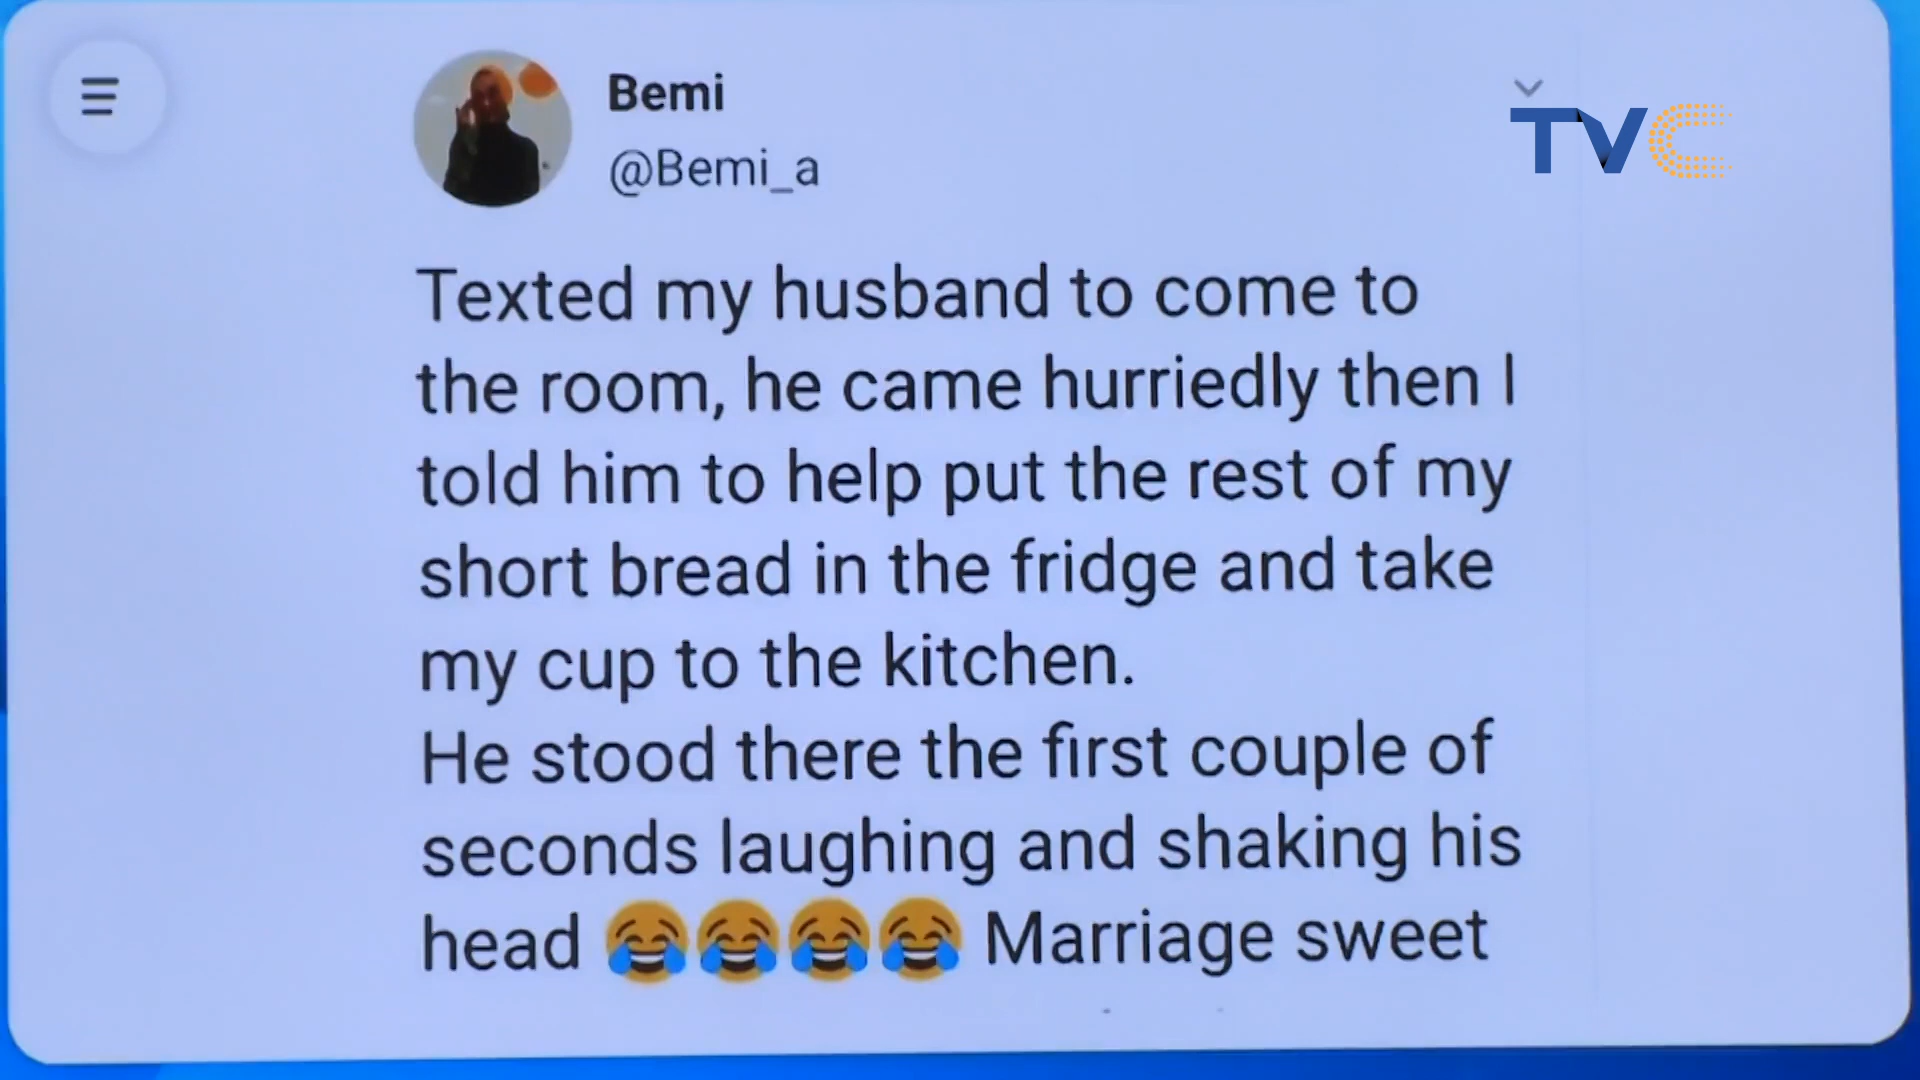 Bemi
@Bemi_a
TVC
Texted my husband to come to
the room, he came hurriedly then I
told him to help put the rest of my
short bread in the fridge and take
my cup to the kitchen.
He stood there the first couple of
seconds laughing and shaking his
head 😂😂😂😂 Marriage sweet